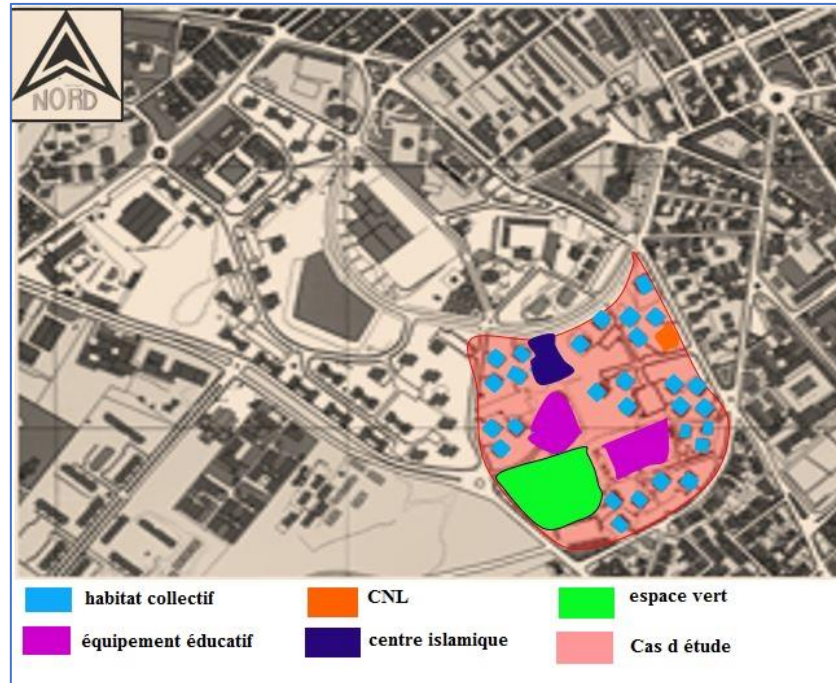 NORD
habitat collectif
CNL
espace vert
équipement éducatif
centre islamique
Cas d étude